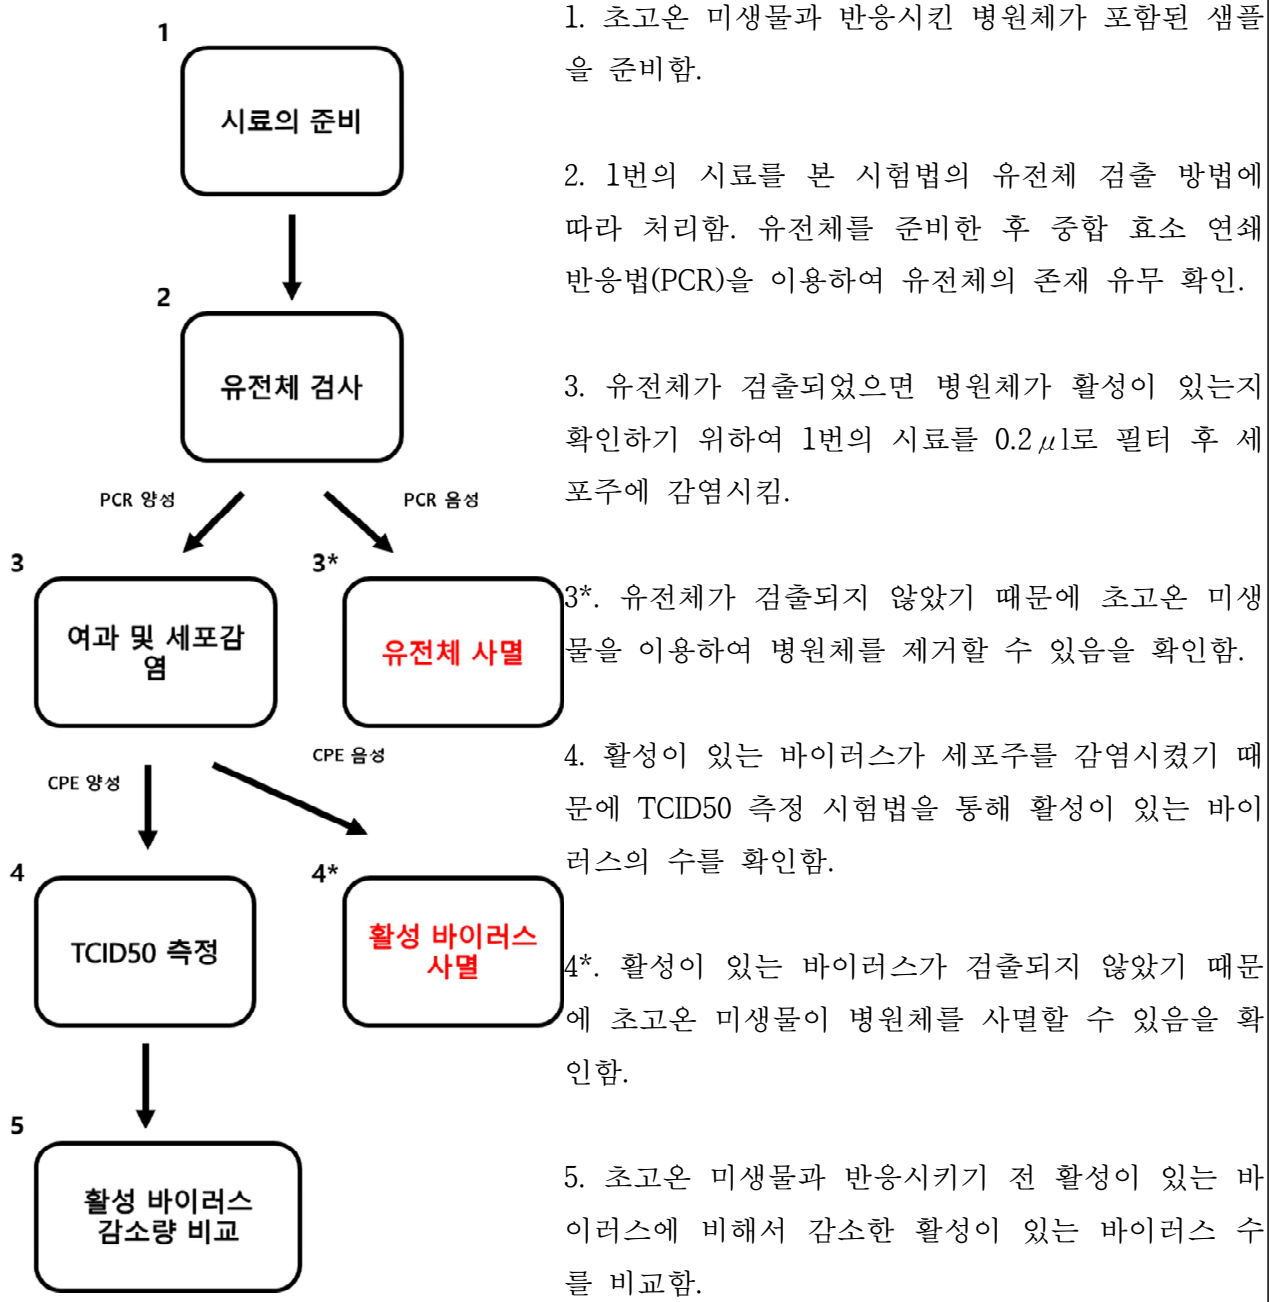 1
시료의 준비
2
유전체 검사
PCR 양성
PCR 음성
3
여과 및 세포감
염
3*
유전체 사멸
CPE 양성
CPE 음성
4
TCID50 측정
4*
활성 바이러스
사멸
5
활성 바이러스
감소량 비교
1. 초고온 미생물과 반응시킨 병원체가 포함된 샘플
을 준비함.
2. 1번의 시료를 본 시험법의 유전체 검출 방법에
따라 처리함. 유전체를 준비한 후 중합 효소 연쇄
반응법(PCR)을 이용하여 유전체의 존재 유무 확인.
3. 유전체가 검출되었으면 병원체가 활성이 있는지
확인하기 위하여 1번의 시료를 0.2μl로 필터 후 세
포주에 감염시킴.
3*. 유전체가 검출되지 않았기 때문에 초고온 미생
물을 이용하여 병원체를 제거할 수 있음을 확인함.
4. 활성이 있는 바이러스가 세포주를 감염시켰기 때
문에 TCID50 측정 시험법을 통해 활성이 있는 바이
러스의 수를 확인함.
4*. 활성이 있는 바이러스가 검출되지 않았기 때문
에 초고온 미생물이 병원체를 사멸할 수 있음을 확
인함.
5. 초고온 미생물과 반응시키기 전 활성이 있는 바
이러스에 비해서 감소한 활성이 있는 바이러스 수
를 비교함.